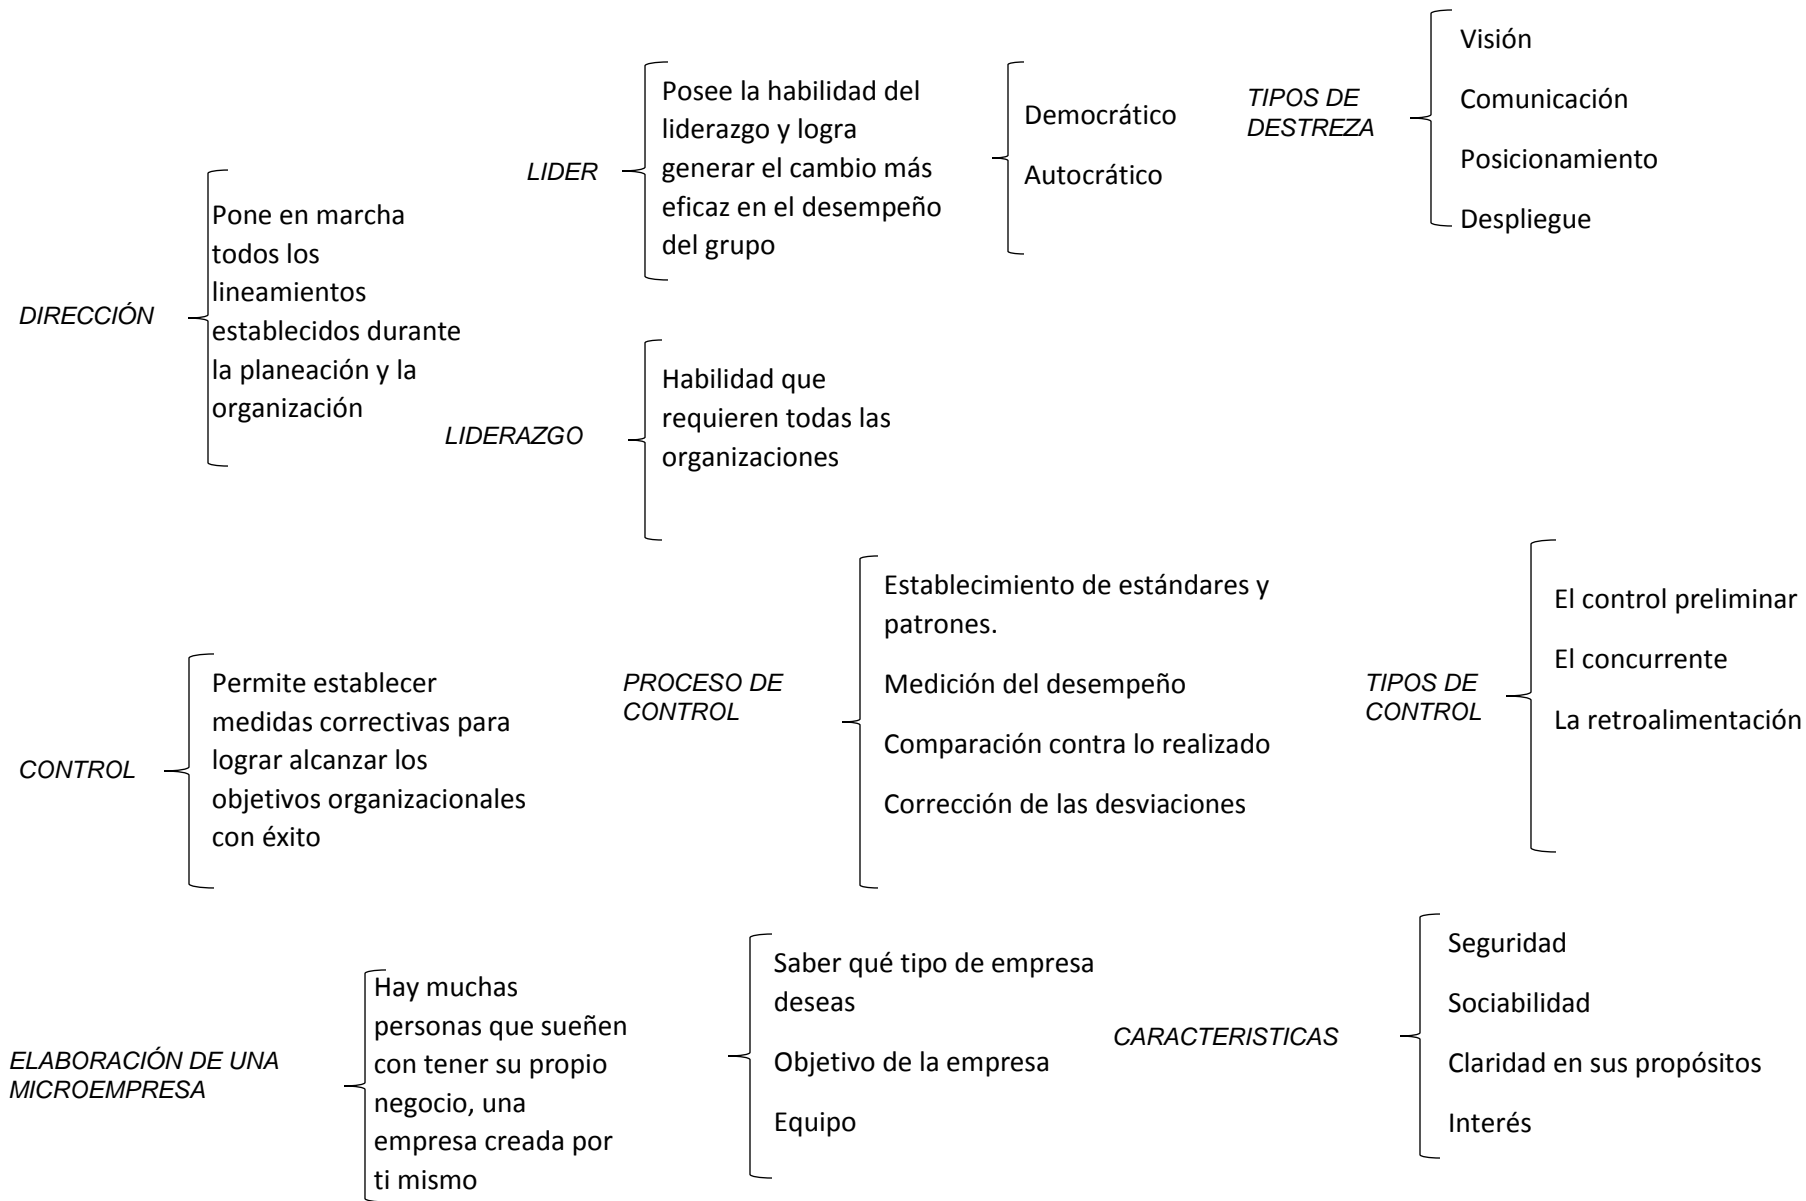 DIRECCIÓN
Pone en marcha
todos los
lineamientos
establecidos durante
la planeación y la
organización
LIDER
Posee la habilidad del
liderazgo y logra
generar el cambio más
eficaz en el desempeño
del grupo
Democrático
Autocrático
TIPOS DE
DESTREZA
Visión
Comunicación
Posicionamiento
Despliegue
LIDERAZGO
Habilidad que
requieren todas las
organizaciones
CONTROL
Permite establecer
medidas correctivas para
lograr alcanzar los
objetivos organizacionales
con éxito
PROCESO DE
CONTROL
Establecimiento de estándares y
patrones.
Medición del desempeño
Comparación contra lo realizado
Corrección de las desviaciones
TIPOS DE
CONTROL
El control preliminar
El concurrente
La retroalimentación
ELABORACIÓN DE UNA
MICROEMPRESA
Hay muchas
personas que sueñen
con tener su propio
negocio, una
empresa creada por
ti mismo
Saber qué tipo de empresa
deseas
Objetivo de la empresa
Equipo
CARACTERISTICAS
Seguridad
Sociabilidad
Claridad en sus propósitos
Interés